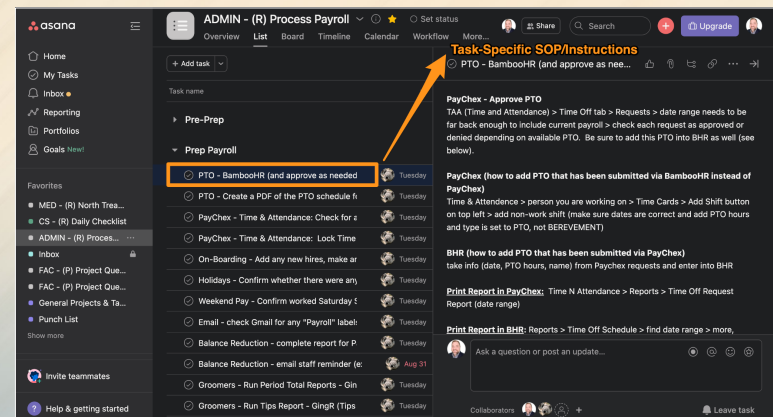 asana
ADMIN - (R) Process Payroll
Set status
Share
Search
Upgrade
Overview
List
Board
Timeline
Calendar
Workflow
More...
Task-Specific SOP/Instructions
Home
My Tasks
Inbox
Reporting
Portfolios
Goals New!
Favorites
MED - (R) North Trea...
CS - (R) Daily Checklist
ADMIN - (R) Proces... ...
Inbox
FAC - (P) Project Que...
FAC - (P) Project Que...
General Projects & Ta...
Punch List
Show more
Invite teammates
Help & getting started
+ Add task
Task name
Pre-Prep
Prep Payroll
PTO - BambooHR (and approve as needed Tuesday
PTO - Create a PDF of the PTO schedule fo Tuesday
PayChex - Time & Attendance: Check for a Tuesday
PayChex - Time & Attendance: Lock Time Tuesday
On-Boarding - Add any new hires, make ar Tuesday
Holidays - Confirm whether there were any Tuesday
Weekend Pay - Confirm worked Saturday S Tuesday
Email - check Gmail for any "Payroll" labels Tuesday
Balance Reduction - complete report for P Tuesday
Balance Reduction - email staff reminder (e: Aug 31
Groomers - Run Period Total Reports - Gin Tuesday
Groomers - Run Tips Report - GingR (Tips Tuesday
PTO - BambooHR (and approve as nee...
PayChex - Approve PTO
TAA (Time and Attendance) > Time Off tab > Requests > date range needs to be
far back enough to include current payroll > check each request as approved or
denied depending on available PTO. Be sure to add this PTO into BHR as well (see
below).
PayChex (how to add PTO that has been submitted via BambooHR instead of
PayChex)
Time & Attendence > person you are working on > Time Cards > Add Shift button
on top left > add non-work shift (make sure dates are correct and add PTO hours
and type is set to PTO, not BEREVEMENT)
BHR (how to add PTO that has been submitted via PayChex)
take info (date, PTO hours, name) from Paychex requests and enter into BHR
Print Report in PayChex: Time N Attendance > Reports > Time Off Request
Report (date range)
Print Report in BHR: Reports > Time Off Schedule > find date range > more,
Ask a question or post an update...
Collaborators
Leave task